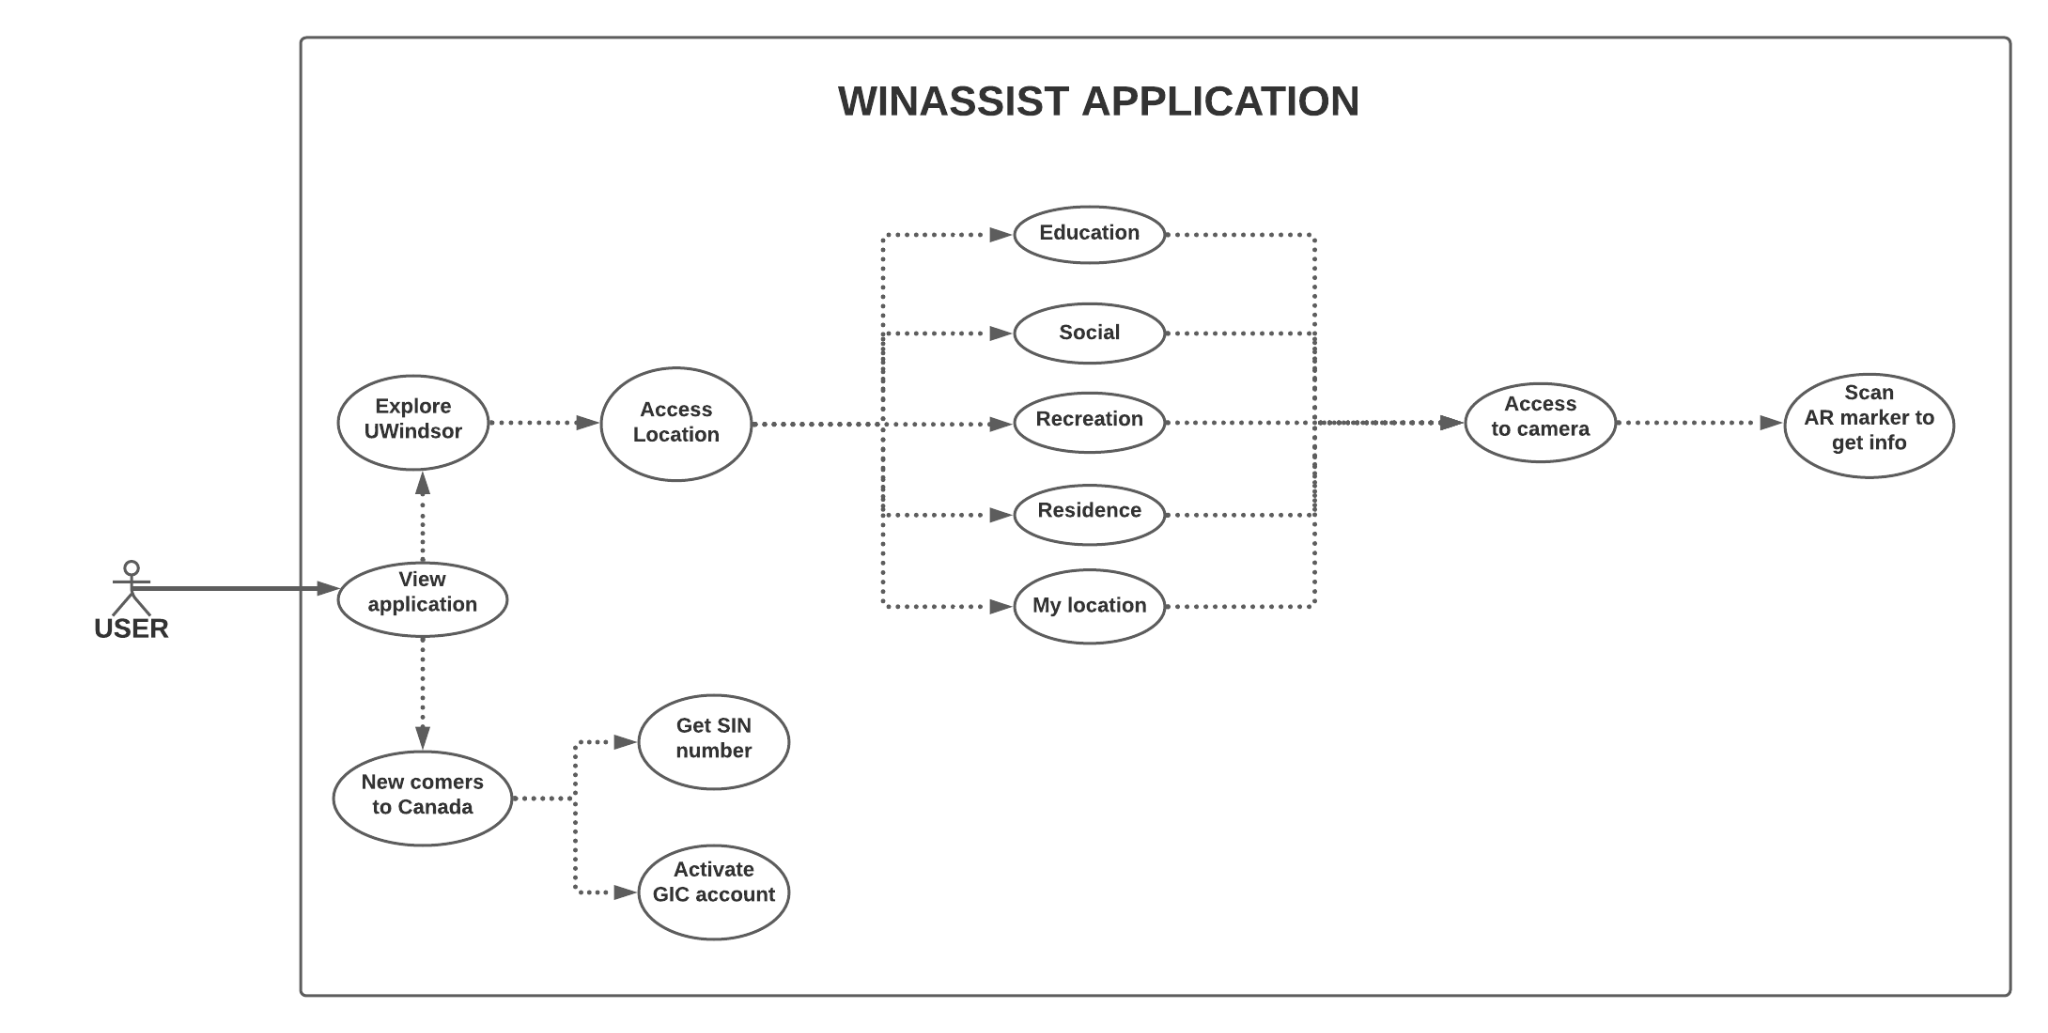 WINASSIST APPLICATION
Education
Social
Explore
UWindsor
Access
Location
Recreation
Access
to camera
Scan
AR marker to
get info
Residence
View
application
My location
USER
Get SIN
number
New comers
to Canada
Activate
GIC account